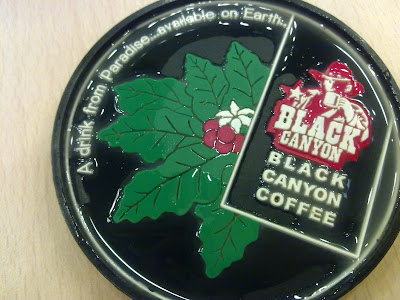 A drink from Paradise..available on Earth
BLACK
CANYON
BLACK
CANYON
COFFEE